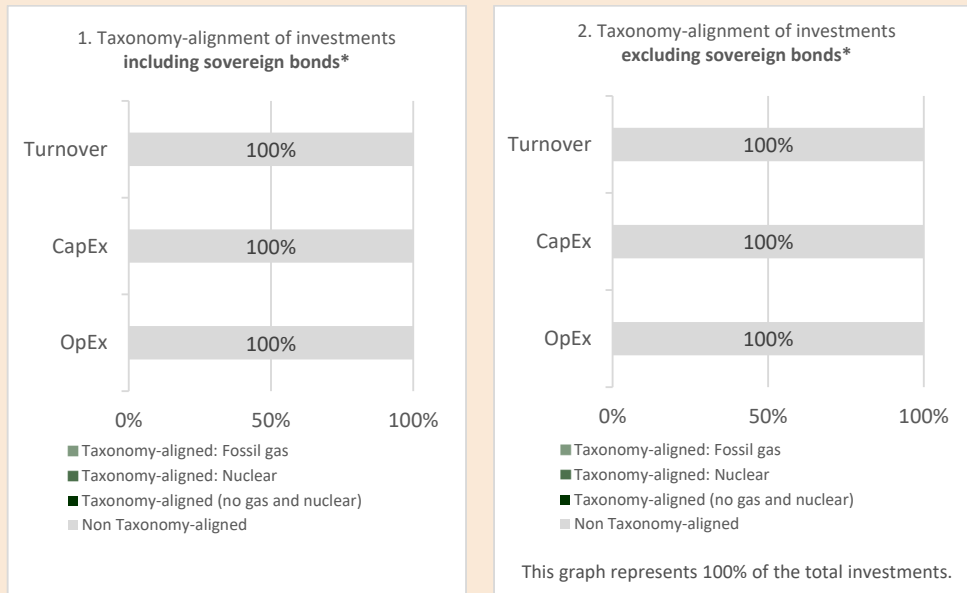 1. Taxonomy-alignment of investments
including sovereign bonds*
Turnover
100%
CapEx
100%
OpEx
100%
0%
50%
100%
Taxonomy-aligned: Fossil gas
Taxonomy-aligned: Nuclear
Taxonomy-aligned (no gas and nuclear)
Non Taxonomy-aligned
2. Taxonomy-alignment of investments
excluding sovereign bonds*
Turnover
100%
CapEx
100%
OpEx
100%
0%
50%
100%
Taxonomy-aligned: Fossil gas
Taxonomy-aligned: Nuclear
Taxonomy-aligned (no gas and nuclear)
Non Taxonomy-aligned
This graph represents 100% of the total investments.